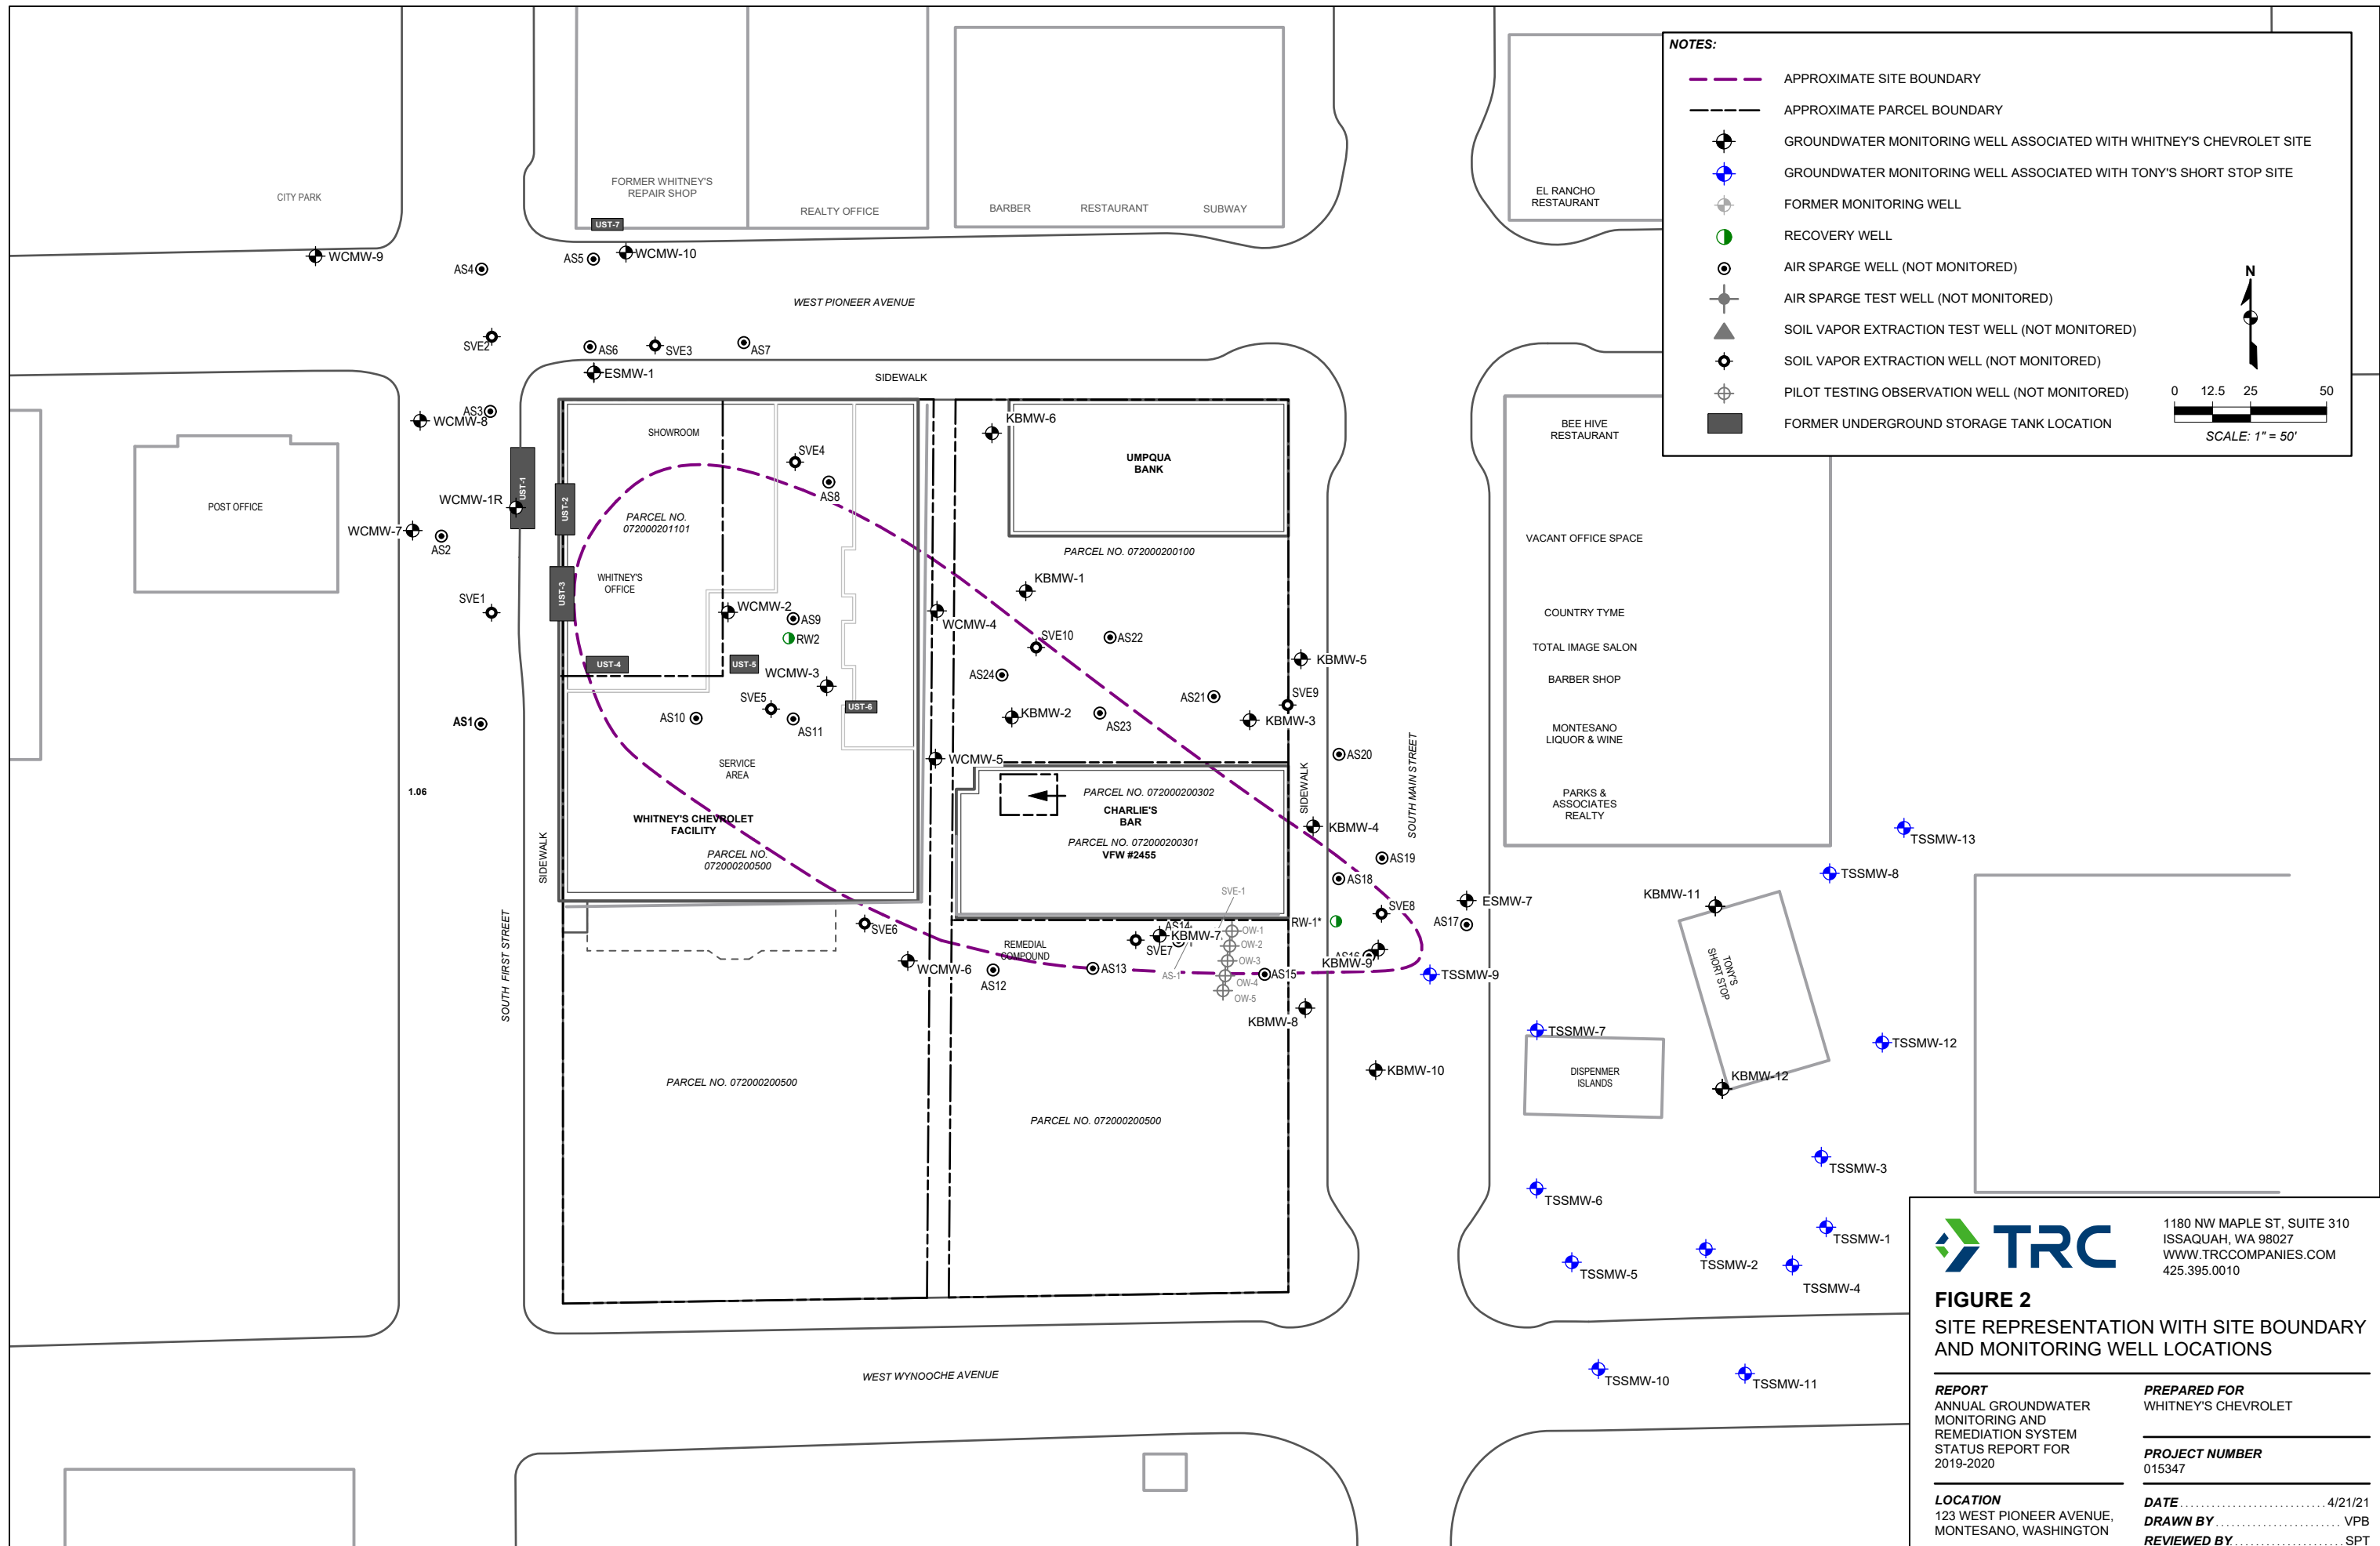 NOTES:
APPROXIMATE SITE BOUNDARY
APPROXIMATE PARCEL BOUNDARY
GROUNDWATER MONITORING WELL ASSOCIATED WITH WHITNEY'S CHEVROLET SITE
GROUNDWATER MONITORING WELL ASSOCIATED WITH TONY'S SHORT STOP SITE
FORMER MONITORING WELL
RECOVERY WELL
AIR SPARGE WELL (NOT MONITORED)
AIR SPARGE TEST WELL (NOT MONITORED)
SOIL VAPOR EXTRACTION TEST WELL (NOT MONITORED)
SOIL VAPOR EXTRACTION WELL (NOT MONITORED)
PILOT TESTING OBSERVATION WELL (NOT MONITORED)
FORMER UNDERGROUND STORAGE TANK LOCATION
N
0 12.5 25 50
SCALE: 1" = 50'
CITY PARK
FORMER WHITNEY'S
REPAIR SHOP
UST-7
REALTY OFFICE
BARBER
RESTAURANT
SUBWAY
EL RANCHO
RESTAURANT
WCMW-9
AS4
AS5
WCMW-10
WEST PIONEER AVENUE
SVE2
AS6
SVE3
AS7
ESMW-1
SIDEWALK
AS3
WCMW-8
SHOWROOM
KBMW-6
UMPQUA
BANK
BEE HIVE
RESTAURANT
SVE4
AS8
POST OFFICE
WCMW-1R
UST-1
UST-2
PARCEL NO.
072000201101
WCMW-7
AS2
PARCEL NO. 072000200100
VACANT OFFICE SPACE
WHITNEY'S
OFFICE
UST-3
KBMW-1
SVE1
WCMW-2
AS9
RW2
WCMW-4
COUNTRY TYME
SVE10
AS22
TOTAL IMAGE SALON
UST-4
UST-5
WCMW-3
AS24
KBMW-5
BARBER SHOP
SVE5
UST-6
AS21
SVE9
AS1
AS10
AS11
KBMW-2
AS23
KBMW-3
MONTESANO
LIQUOR & WINE
SERVICE
AREA
WCMW-5
AS20
SOUTH MAIN STREET
SIDEWALK
1.06
PARCEL NO. 072000200302
CHARLIE'S
BAR
PARCEL NO. 072000200301
VFW #2455
PARKS &
ASSOCIATES
REALTY
WHITNEY'S CHEVROLET
FACILITY
PARCEL NO.
072000200500
SIDEWALK
KBMW-4
AS19
AS18
TSSMW-13
TSSMW-8
SVE-1
KBMW-11
ESMW-7
SVE8
AS17
RW-1*
SVE6
AS14
KBMW-7
SVE7
OW-1
OW-2
OW-3
OW-4
OW-5
AS-1
REMEDIAL
COMPOUND
WCMW-6
AS12
AS13
AS15
AS16
KBMW-9
TSSMW-9
TONY'S
SHORT STOP
SOUTH FIRST STREET
KBMW-8
TSSMW-7
TSSMW-12
KBMW-10
DISPENMER
ISLANDS
KBMW-12
PARCEL NO. 072000200500
PARCEL NO. 072000200500
TSSMW-3
TSSMW-6
TSSMW-1
TSSMW-2
TSSMW-5
TSSMW-4
WEST WYNOOCHE AVENUE
TSSMW-10
TSSMW-11
TRC
1180 NW MAPLE ST, SUITE 310
ISSAQUAH, WA 98027
WWW.TRCCOMPANIES.COM
425.395.0010
FIGURE 2
SITE REPRESENTATION WITH SITE BOUNDARY
AND MONITORING WELL LOCATIONS
REPORT
ANNUAL GROUNDWATER
MONITORING AND
REMEDIATION SYSTEM
STATUS REPORT FOR
2019-2020
PREPARED FOR
WHITNEY'S CHEVROLET
PROJECT NUMBER
015347
LOCATION
123 WEST PIONEER AVENUE,
MONTESANO, WASHINGTON
DATE 4/21/21
DRAWN BY VPB
REVIEWED BY SPT